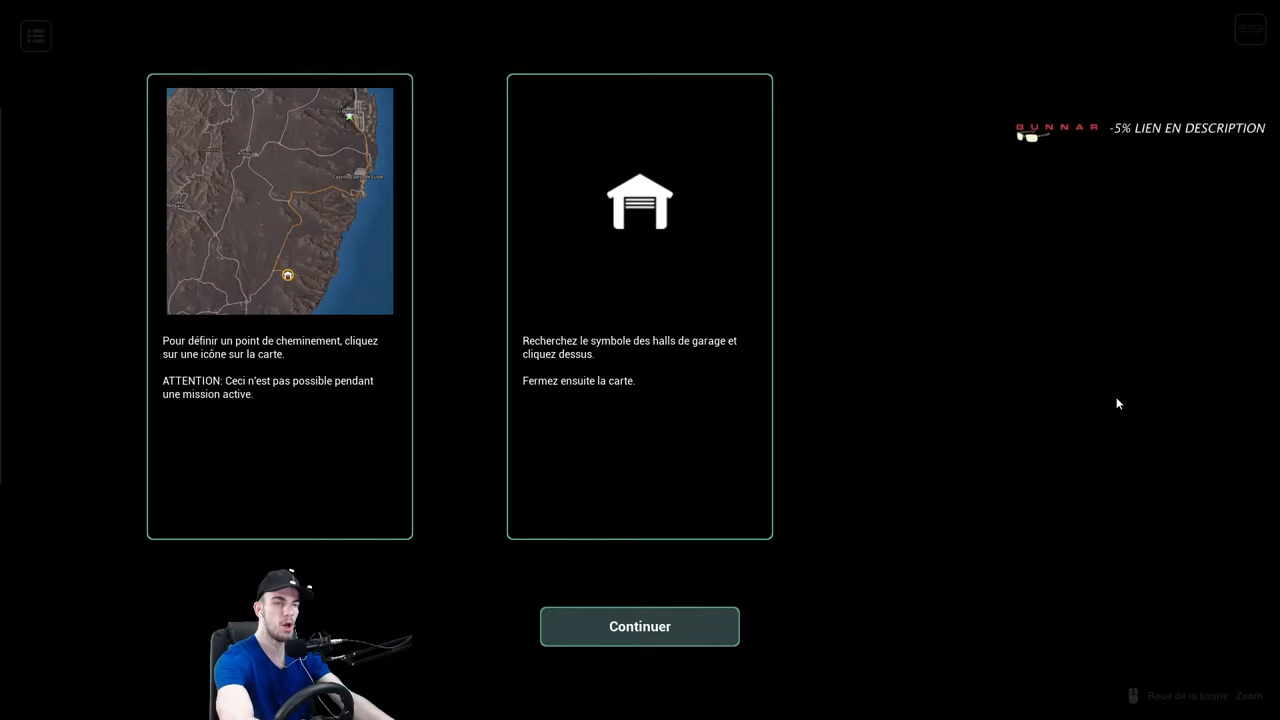 GUNNAR -5% LIEN EN DESCRIPTION
Pour définir un point de cheminement, cliquez
sur une icône sur la carte.
ATTENTION: Ceci n'est pas possible pendant
une mission active.
Recherchez le symbole des halls de garage et
cliquez dessus.
Fermez ensuite la carte.
Continuer
Roue de la souris Zoom